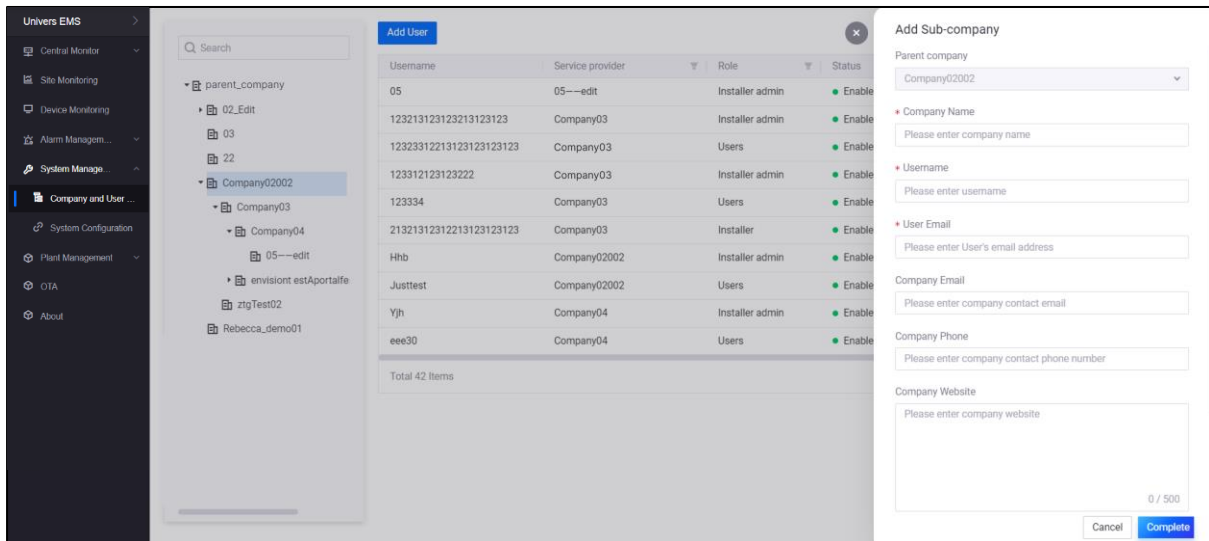 Univers EMS
Central Monitor
Site Monitoring
Device Monitoring
Alarm Managem...
System Manage...
Company and User ...
System Configuration
Plant Management
OTA
About
Search
parent_company
02_Edit
03
22
Company02002
Company03
Company04
05——edit
envisiont estAportalfe
ztgTest02
Rebecca_demo01
Add User
Username Service provider Role Status
05 05——edit Installer admin Enable
123213123123213123123 Company03 Installer admin Enable
12323312213123123123123 Company03 Users Enable
123312123123222 Company03 Installer admin Enable
123334 Company03 Users Enable
21321312312213123123123 Company03 Installer Enable
Hhb Company02002 Installer admin Enable
Justtest Company02002 Users Enable
Yjh Company04 Installer admin Enable
eee30 Company04 Users Enable
Total 42 Items
Add Sub-company
Parent company
Company02002
* Company Name
Please enter company name
* Username
Please enter username
* User Email
Please enter User's email address
Company Email
Please enter company contact email
Company Phone
Please enter company contact phone number
Company Website
Please enter company website
0 / 500
Cancel Complete